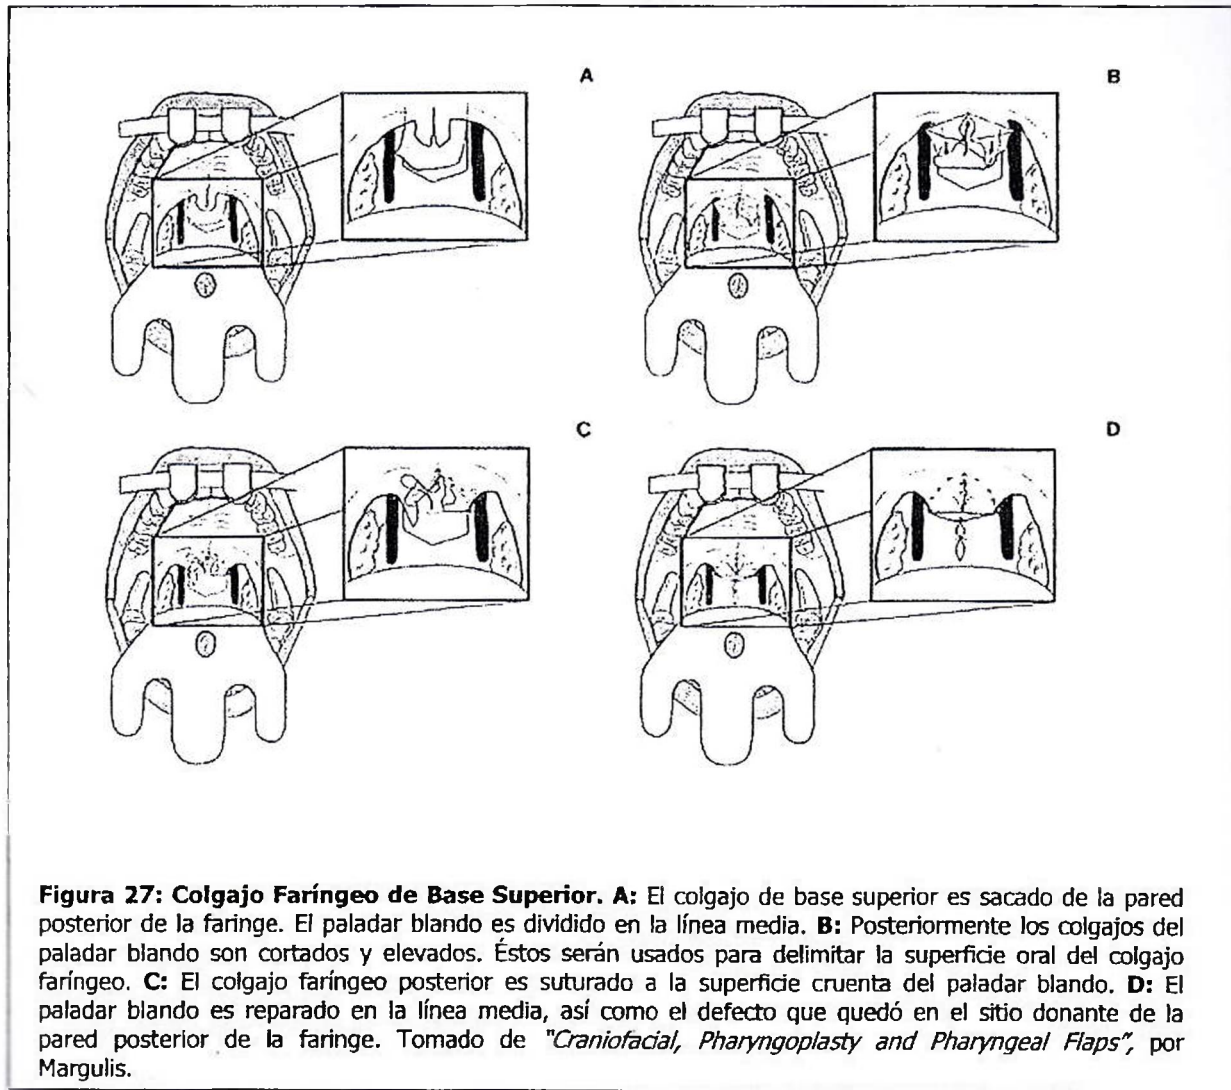 A
B
C
D
Figura 27: Colgajo Faríngeo de Base Superior. A: El colgajo de base superior es sacado de la pared
posterior de la faringe. El paladar blando es dividido en la línea media. B: Posteriormente los colgajos del
paladar blando son cortados y elevados. Éstos serán usados para delimitar la superficie oral del colgajo
faríngeo. C: El colgajo faríngeo posterior es suturado a la superficie cruenta del paladar blando. D: El
paladar blando es reparado en la línea media, así como el defecto que quedó en el sitio donante de la
pared posterior de la faringe. Tomado de "Craniofacial, Pharyngoplasty and Pharyngeal Flaps", por
Margulis.